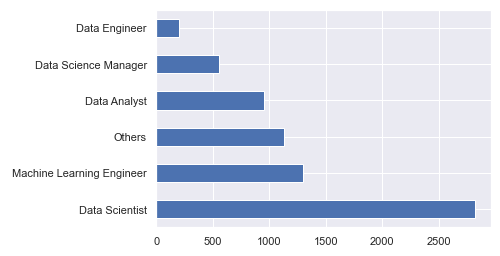 Data Engineer
Data Science Manager
Data Analyst
Others
Machine Learning Engineer
Data Scientist
0 500 1000 1500 2000 2500